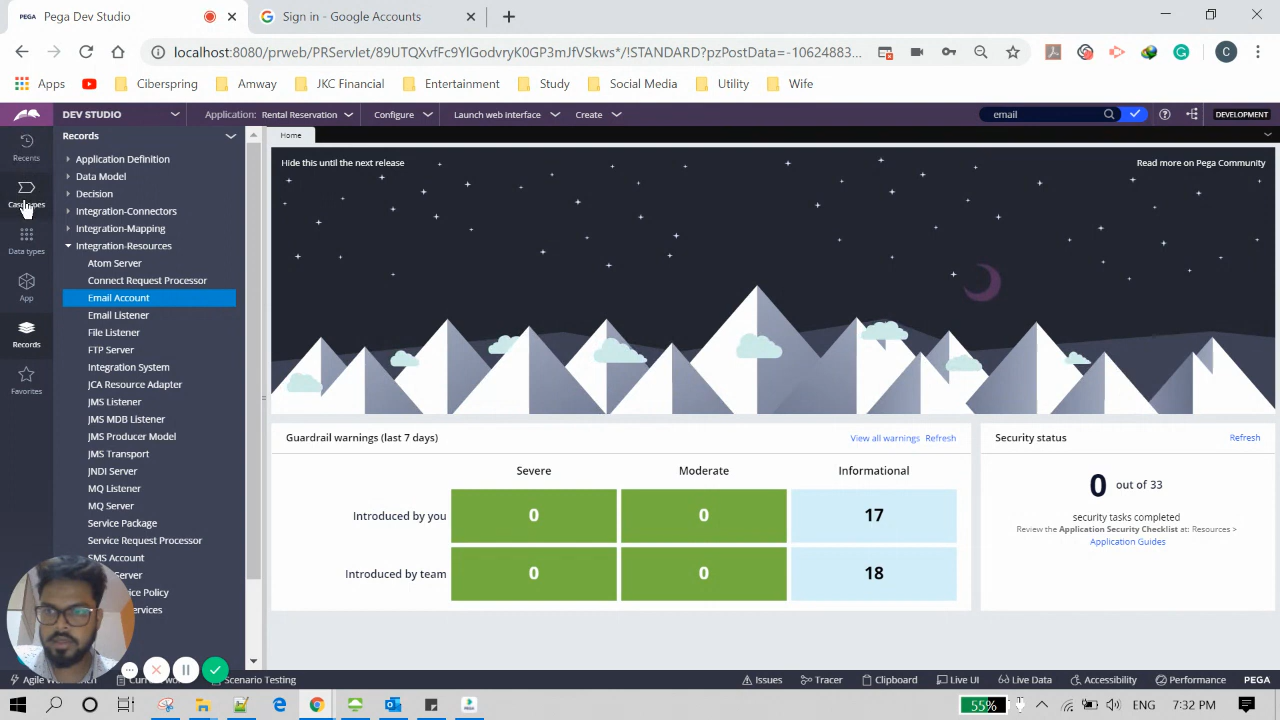 PEGA Pega Dev Studio
Sign in - Google Accounts
localhost:8080/prweb/PRServlet/89UTQXvfFc9YIGodvryK0GP3mJfVSkws*/!STANDARD?pzPostData=-10624883...
C
Apps Ciberspring Amway JKC Financial Entertainment Study Social Media Utility Wife
DEV STUDIO Application: Rental Reservation Configure Launch web interface Create email DEVELOPMENT
Recents
Case types
Data types
App
Records
Favorites
Records
Application Definition
Data Model
Decision
Integration-Connectors
Integration-Mapping
Integration-Resources
Atom Server
Connect Request Processor
Email Account
Email Listener
File Listener
FTP Server
Integration System
JCA Resource Adapter
JMS Listener
JMS MDB Listener
JMS Producer Model
JMS Transport
JNDI Server
MQ Listener
MQ Server
Service Package
Service Request Processor
SMS Account
Server
Policy
Home
Hide this until the next release
Read more on Pega Community
Guardrail warnings (last 7 days)
View all warnings Refresh
Severe Moderate Informational
Introduced by you 0 0 17
Introduced by team 0 0 18
Security status
Refresh
0 out of 33
security tasks completed
Review the Application Security Checklist at: Resources >
Application Guides
Scenario Testing
Issues Tracer Clipboard Live UI Live Data Accessibility Performance PEGA
55% ENG 7:32 PM